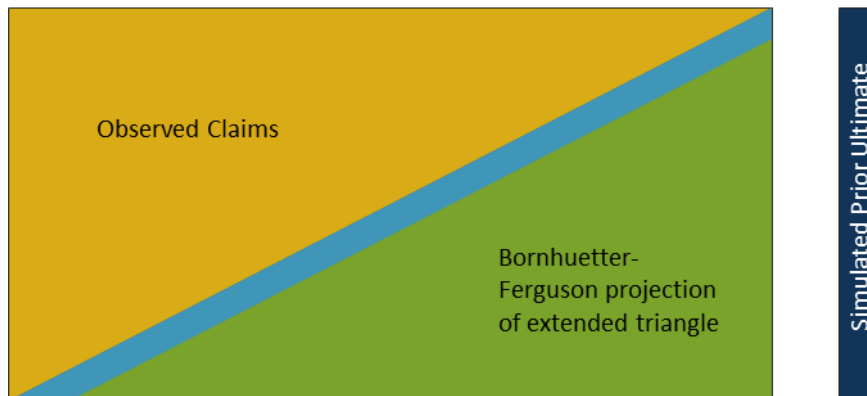 Observed Claims
Bornhuetter-
Ferguson projection
of extended triangle
Simulated Prior Ultimate